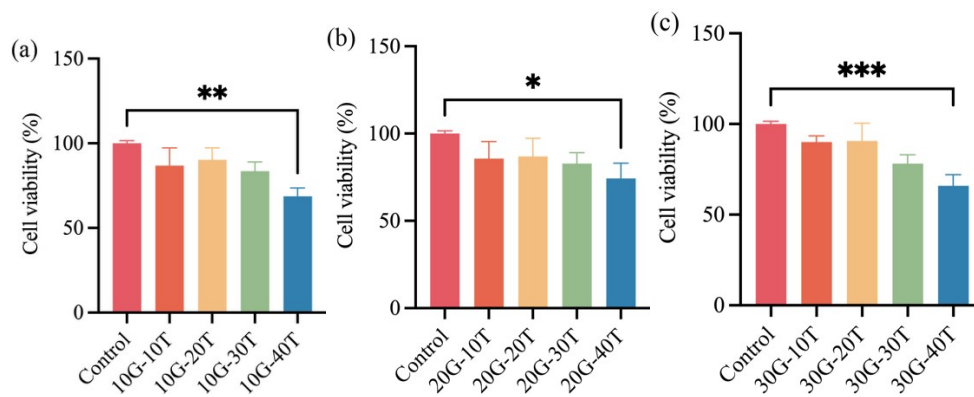 (a)
Cell viability (%)
150
100
50
0
**
Control
10G-10T
10G-20T
10G-30T
10G-40T
(b)
Cell viability (%)
150
100
50
0
*
Control
20G-10T
20G-20T
20G-30T
20G-40T
(c)
Cell viability (%)
150
100
50
0
***
Control
30G-10T
30G-20T
30G-30T
30G-40T